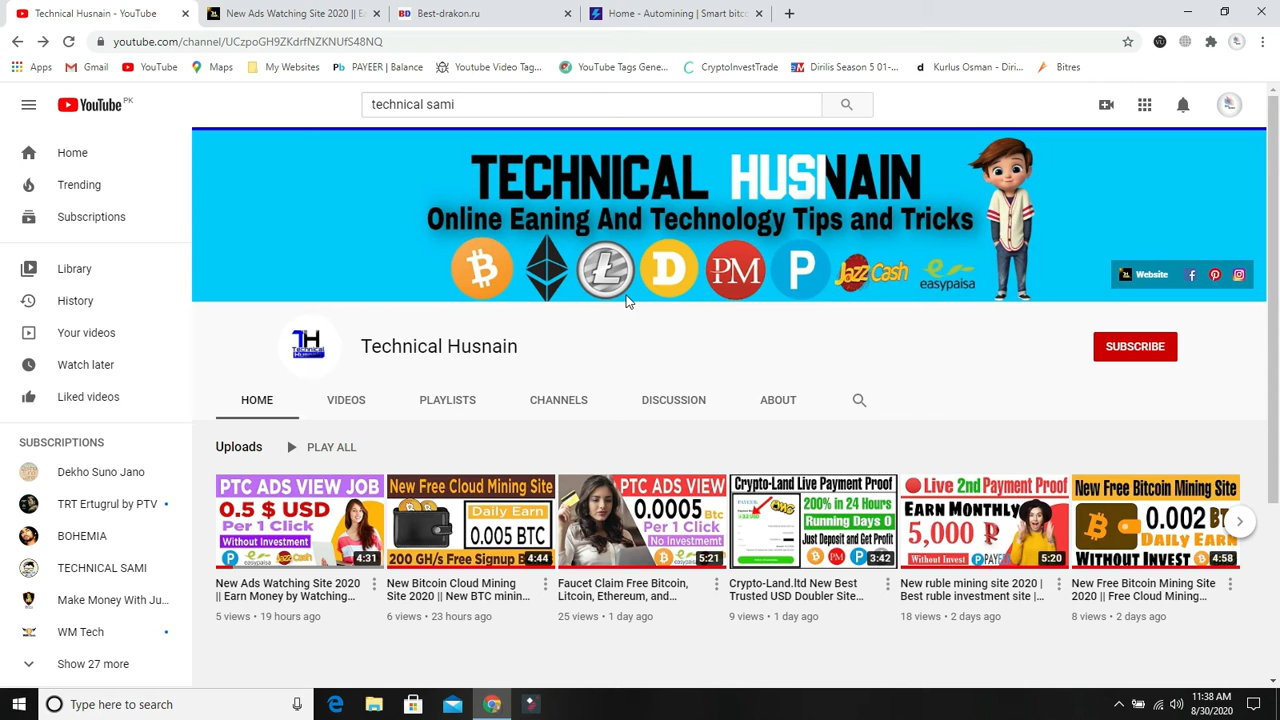 Technical Husnain - YouTube
New Ads Watching Site 2020 || Ea
Best-drakon.ru
Home - Automining | Smart bitco
youtube.com/channel/UCzpoGH9ZKdrfNZKNUfS48NQ
Apps
Gmail
YouTube
Maps
My Websites
PAYEER | Balance
Youtube Video Tag...
YouTube Tags Gene...
CryptoInvestTrade
Dirilis Season 5 01-...
Kurlus Osman - Diri...
Bitres
YouTube PK
technical sami
Home
Trending
Subscriptions
Library
History
Your videos
Watch later
Liked videos
SUBSCRIPTIONS
Dekho Suno Jano
TRT Ertugrul by PTV
BOHEMIA
TECHNICAL SAMI
Make Money With Ju...
WM Tech
Show 27 more
TECHNICAL HUSNAIN
Online Eaning And Technology Tips and Tricks
PM
P
Jazz Cash
easypaisa
Website
TH
Technical Husnain
SUBSCRIBE
HOME
VIDEOS
PLAYLISTS
CHANNELS
DISCUSSION
ABOUT
Uploads
PLAY ALL
PTC ADS VIEW JOB
0.5 $ USD
Per 1 Click
Without Investment
4:31
New Ads Watching Site 2020
|| Earn Money by Watching...
5 views • 19 hours ago
New Free Cloud Mining Site
Daily Earn
0.005 BTC
200 GH/s Free Signup B
4:44
New Bitcoin Cloud Mining
Site 2020 || New BTC minin...
6 views • 23 hours ago
PTC ADS VIEW
0.0005 Btc
Per 1 Click
No Investment
5:21
Faucet Claim Free Bitcoin,
Litcoin, Ethereum, and...
25 views • 1 day ago
Crypto-Land Live Payment Proof
200% in 24 Hours
Running Days 0
Just Deposit and Get Profit
3:42
Crypto-Land.ltd New Best
Trusted USD Doubler Site...
9 views • 1 day ago
Live 2nd Payment Proof
EARN MONTHLY
5,000 ₽
Without Invest
5:20
New ruble mining site 2020 |
Best ruble investment site |...
18 views • 2 days ago
New Free Bitcoin Mining Site
0.002 BT
DAILY EARN
WITHOUT INVEST
4:58
New Free Bitcoin Mining Site
2020 || Free Cloud Mining...
8 views • 2 days ago
Type here to search
11:38 AM
8/30/2020